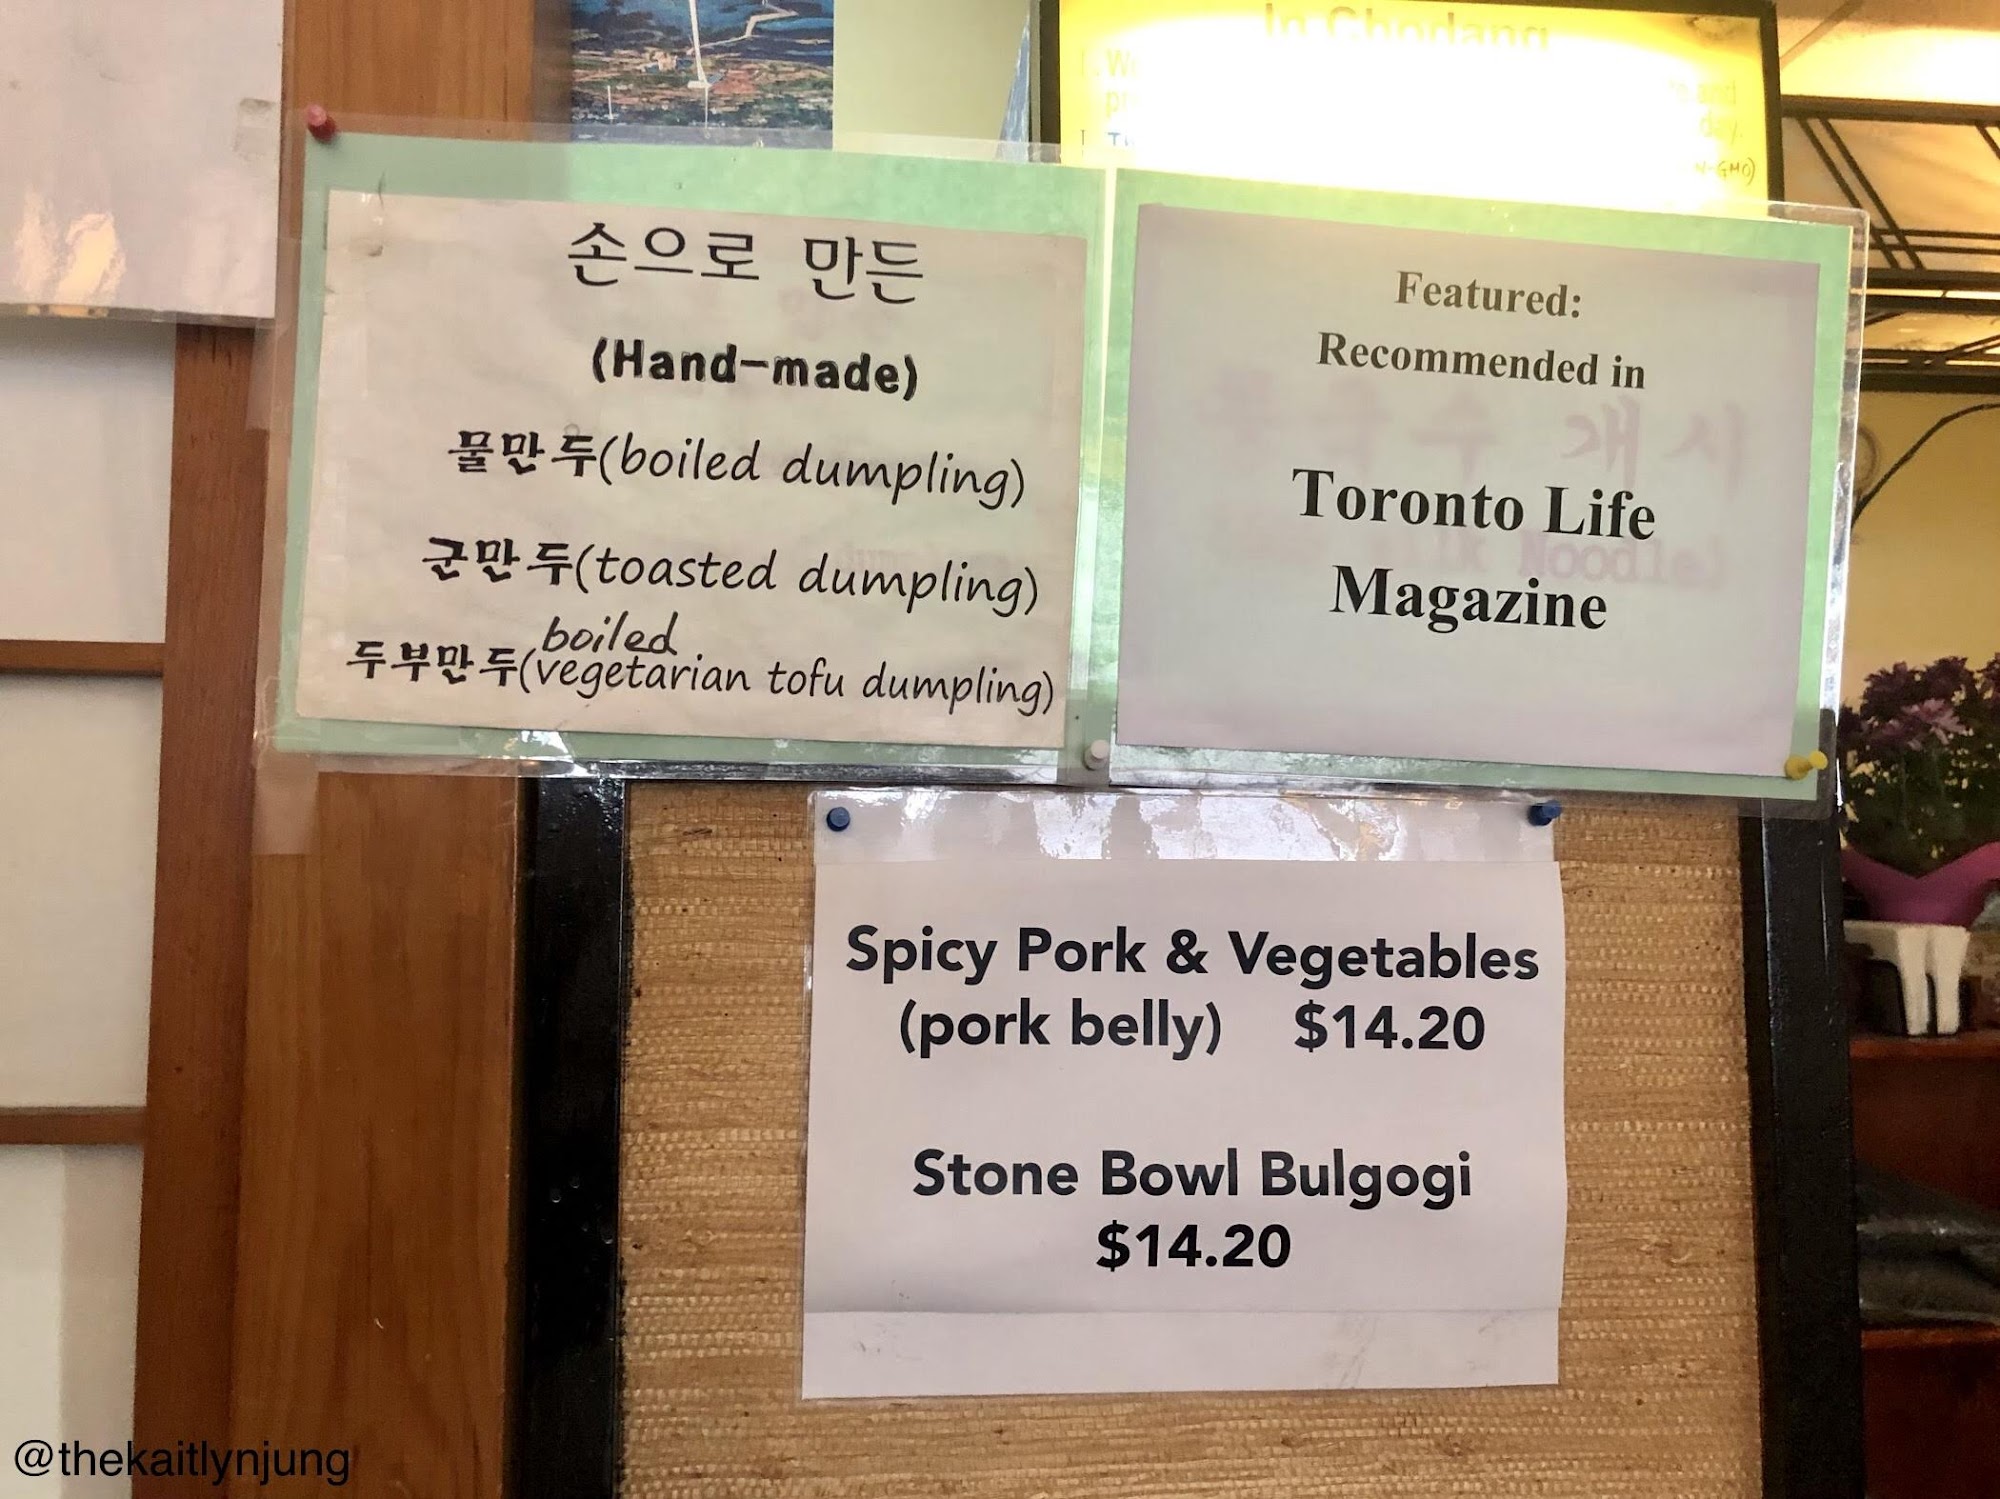 In Chodang
손으로 만든
(Hand-made)
물만두(boiled dumpling)
군만두(toasted dumpling)
boiled
두부만두(vegetarian tofu dumpling)
Featured:
Recommended in
Toronto Life
Magazine
Spicy Pork & Vegetables
(pork belly) $14.20
Stone Bowl Bulgogi
$14.20
@thekaitlynjung